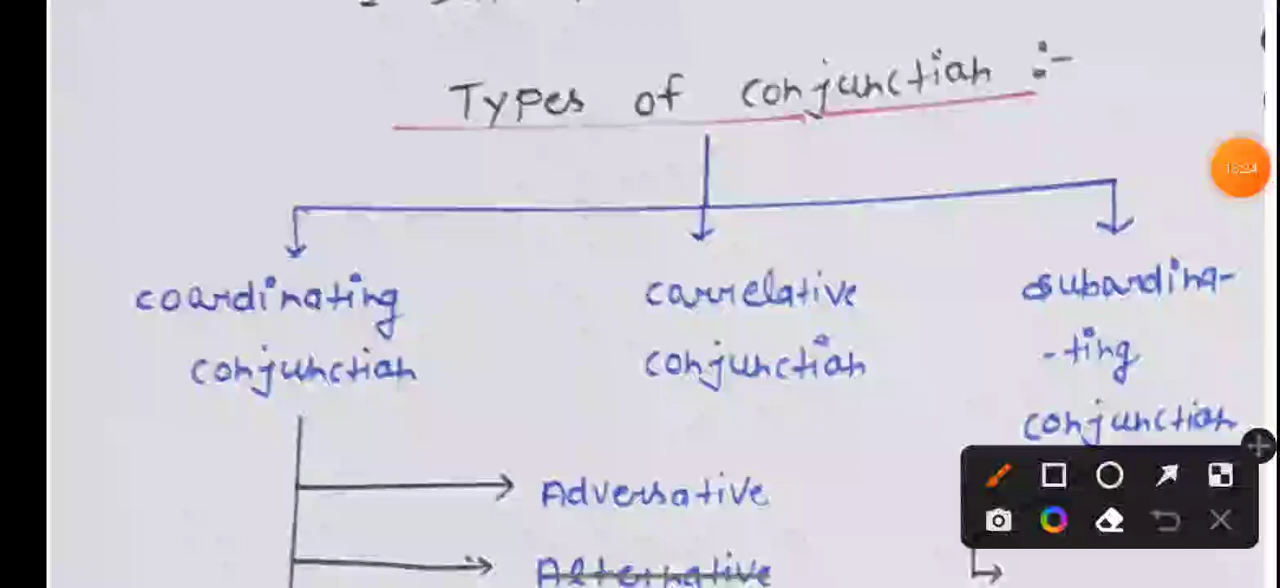 Types of conjunction :-
coordinating
conjunction
correlative
conjunction
subordina-
-ting
conjunction
Adversative
Alternative